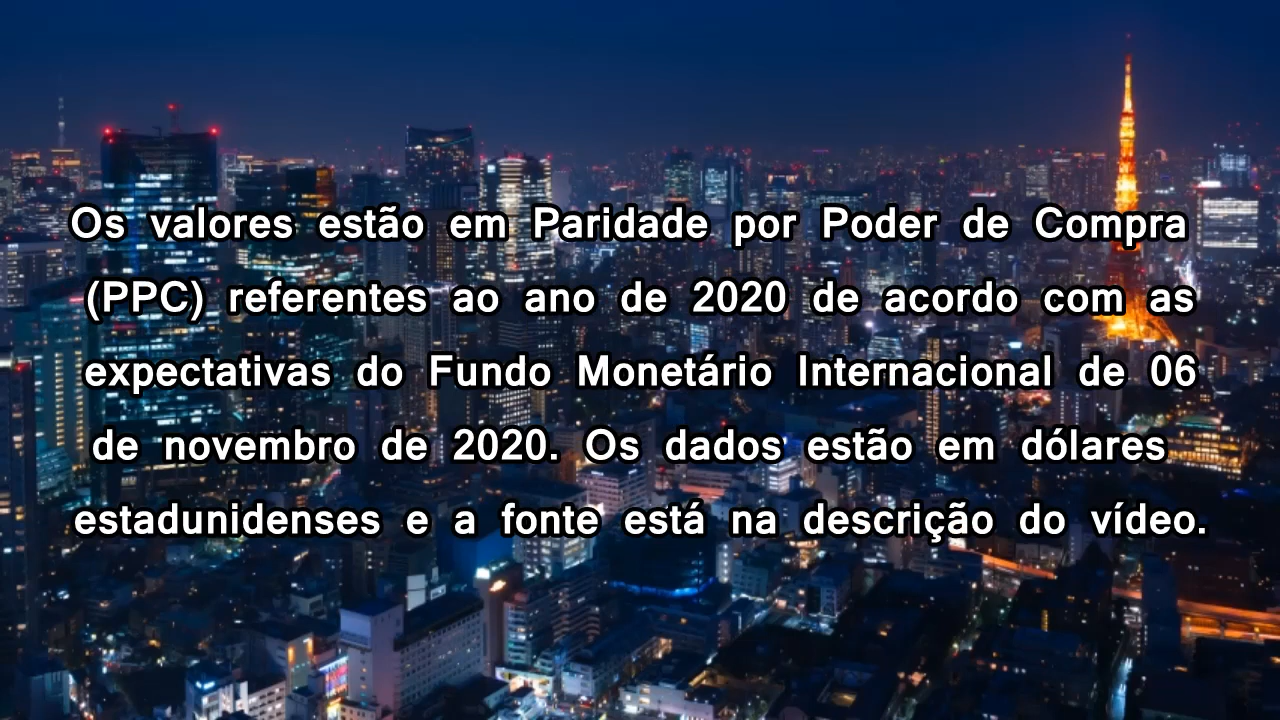 Os valores estão em Paridade por Poder de Compra
(PPC) referentes ao ano de 2020 de acordo com as
expectativas do Fundo Monetário Internacional de 06
de novembro de 2020. Os dados estão em dólares
estadunidenses e a fonte está na descrição do vídeo.